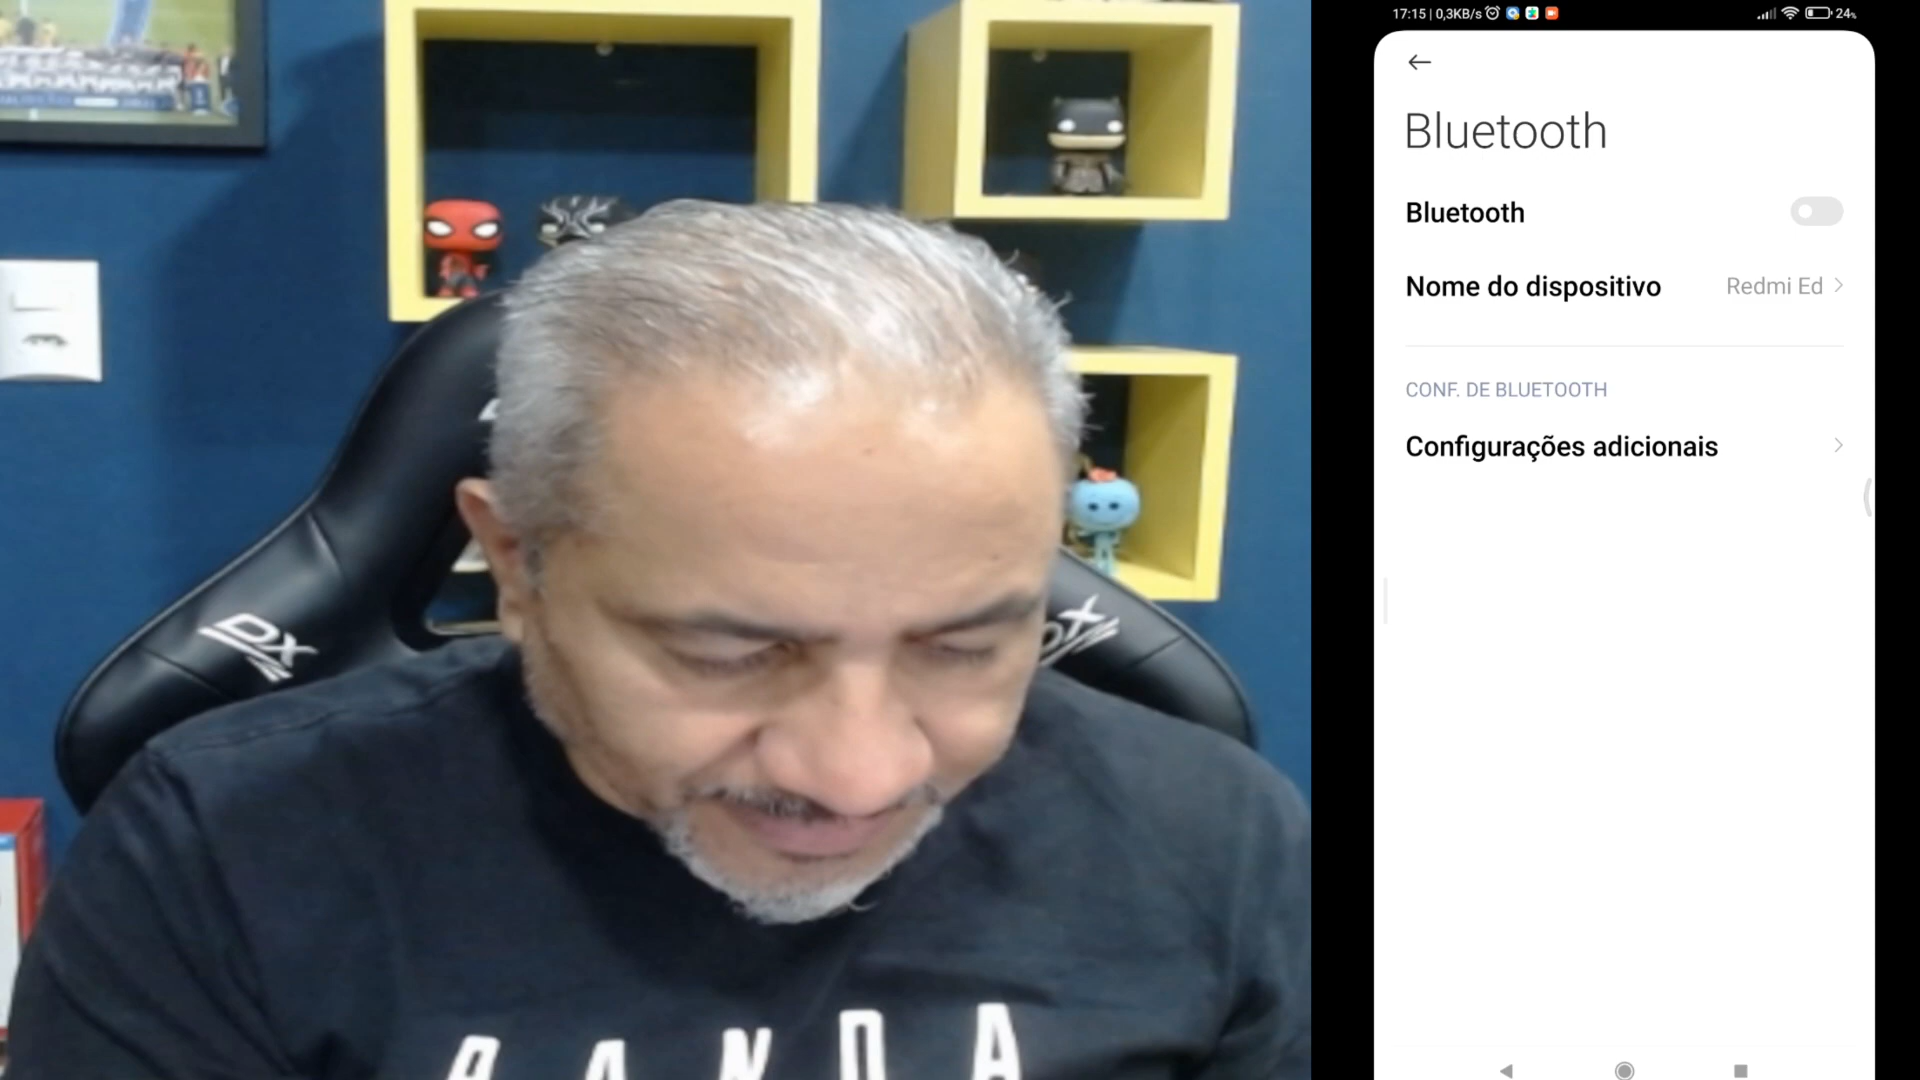 17:15 | 0,3KB/s
24%
Bluetooth
Bluetooth
Nome do dispositivo
Redmi Ed
CONF. DE BLUETOOTH
Configurações adicionais
DX
DX